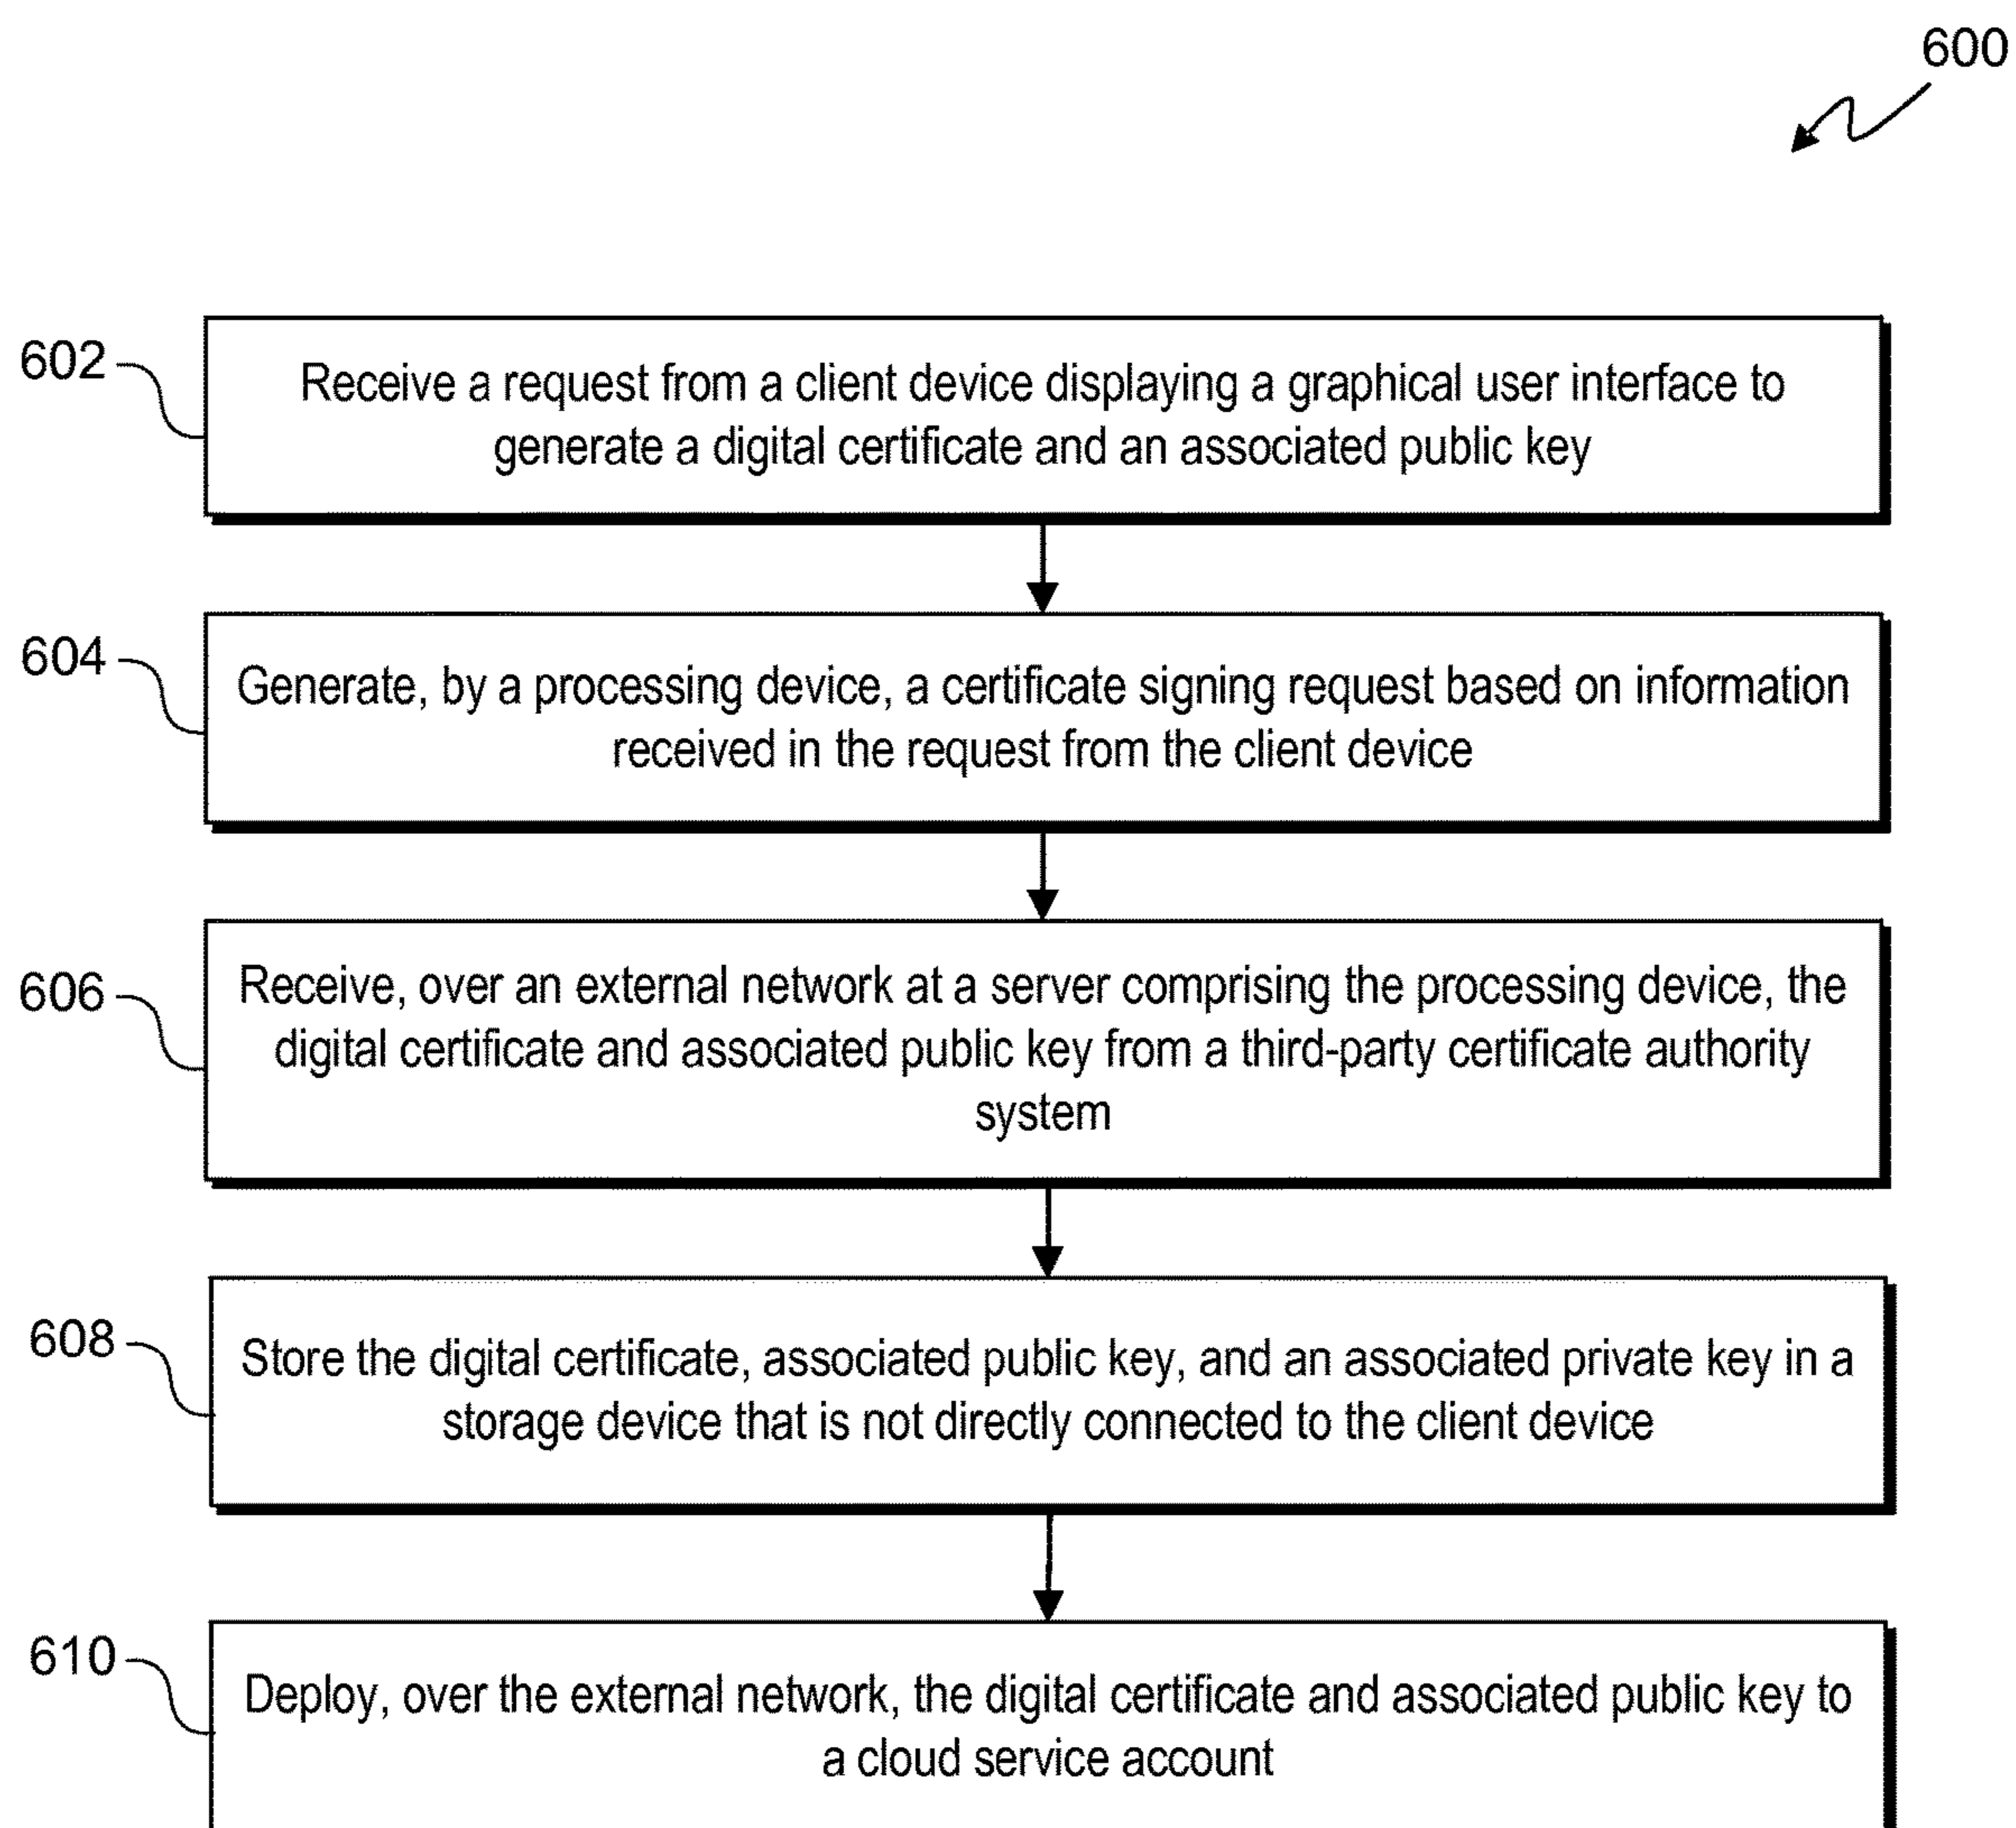 600
602
Receive a request from a client device displaying a graphical user interface to
generate a digital certificate and an associated public key
604
Generate, by a processing device, a certificate signing request based on information
received in the request from the client device
606
Receive, over an external network at a server comprising the processing device, the
digital certificate and associated public key from a third-party certificate authority
system
608
Store the digital certificate, associated public key, and an associated private key in a
storage device that is not directly connected to the client device
610
Deploy, over the external network, the digital certificate and associated public key to
a cloud service account